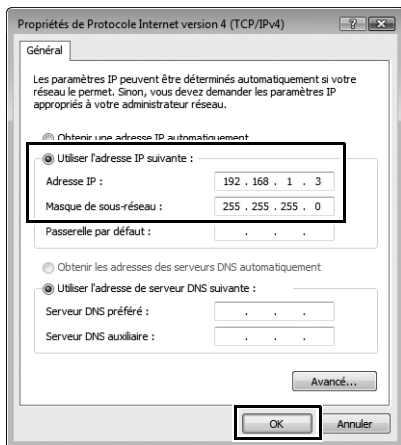 Propriétés de Protocole Internet version 4 (TCP/IPv4)
Général
Les paramètres IP peuvent être déterminés automatiquement si votre
réseau le permet. Sinon, vous devez demander les paramètres IP
appropriés à votre administrateur réseau.
Obtenir une adresse IP automatiquement
Utiliser l'adresse IP suivante :
Adresse IP : 192 . 168 . 1 . 3
Masque de sous-réseau : 255 . 255 . 255 . 0
Passerelle par défaut : . . .
Obtenir les adresses des serveurs DNS automatiquement
Utiliser l'adresse de serveur DNS suivante :
Serveur DNS préféré : . . .
Serveur DNS auxiliaire : . . .
Avancé...
OK Annuler